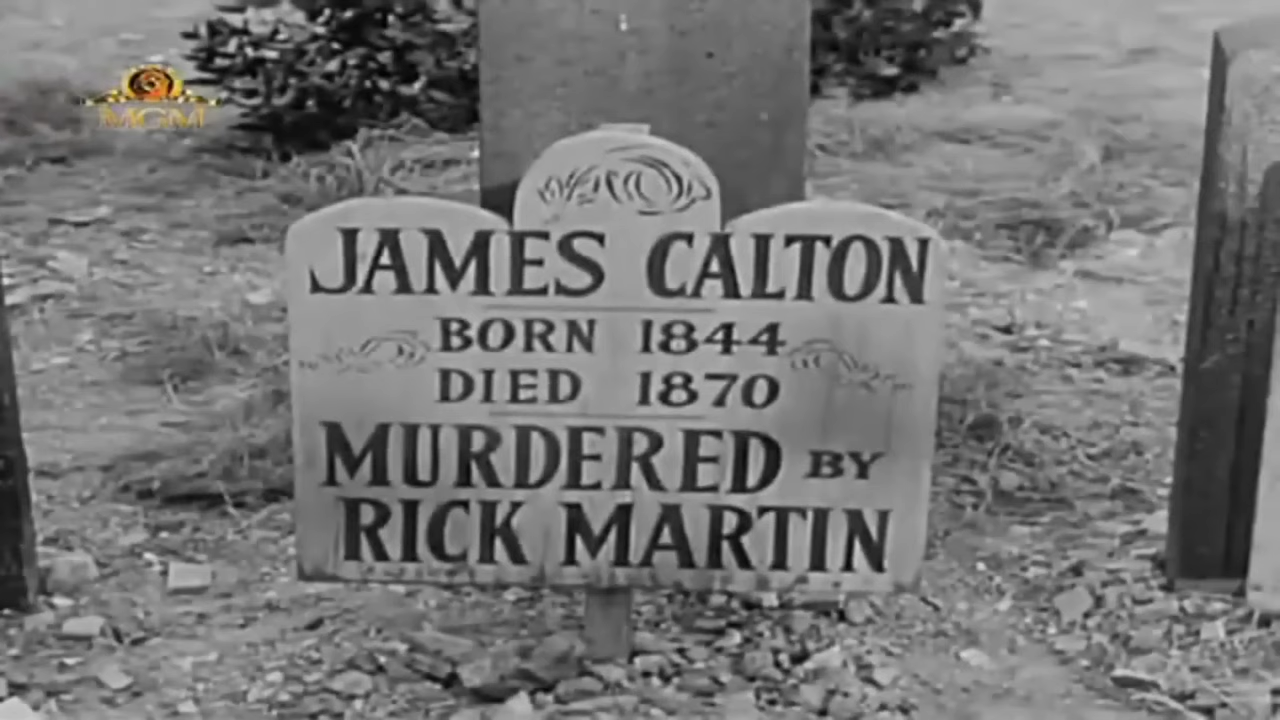 MGM
JAMES CALTON
BORN 1844
DIED 1870
MURDERED BY
RICK MARTIN